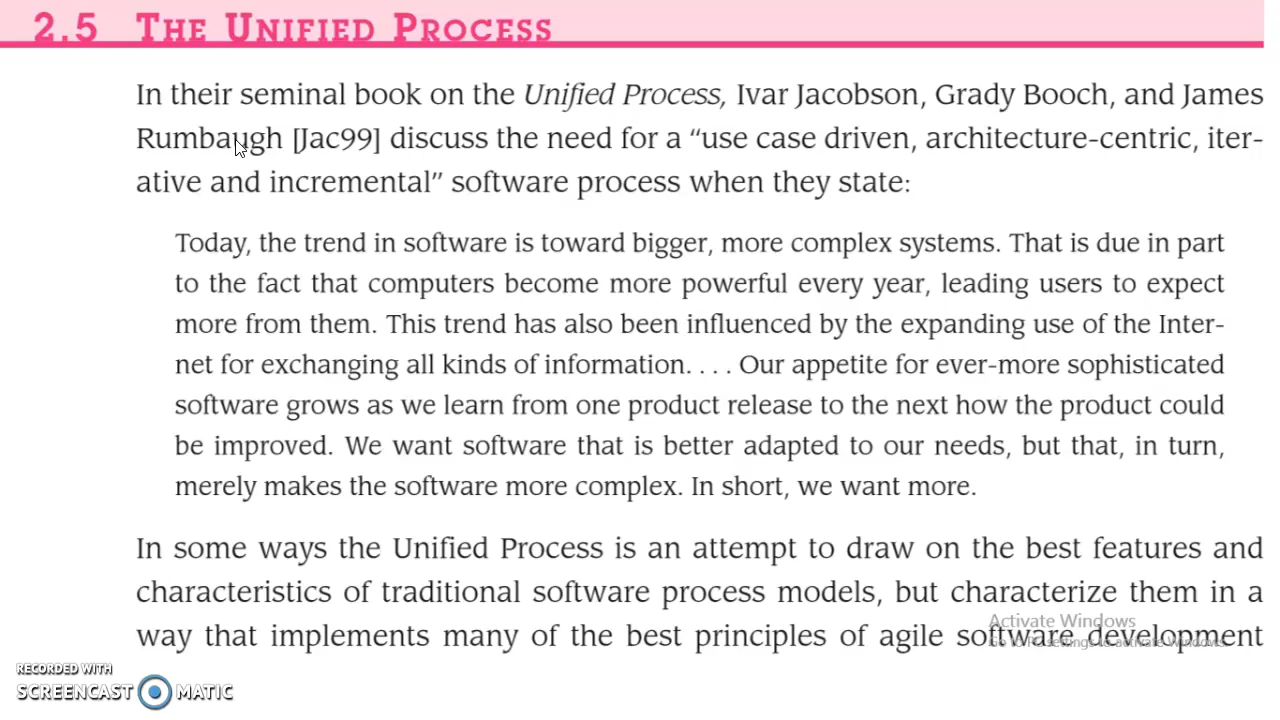 2.5 THE UNIFIED PROCESS
In their seminal book on the Unified Process, Ivar Jacobson, Grady Booch, and James
Rumbaugh [Jac99] discuss the need for a “use case driven, architecture-centric, iter-
ative and incremental” software process when they state:
Today, the trend in software is toward bigger, more complex systems. That is due in part
to the fact that computers become more powerful every year, leading users to expect
more from them. This trend has also been influenced by the expanding use of the Inter-
net for exchanging all kinds of information. . . . Our appetite for ever-more sophisticated
software grows as we learn from one product release to the next how the product could
be improved. We want software that is better adapted to our needs, but that, in turn,
merely makes the software more complex. In short, we want more.
In some ways the Unified Process is an attempt to draw on the best features and
characteristics of traditional software process models, but characterize them in a
way that implements many of the best principles of agile software development
Activate Windows
Go to PC settings to activate Windows.
RECORDED WITH
SCREENCAST MATIC